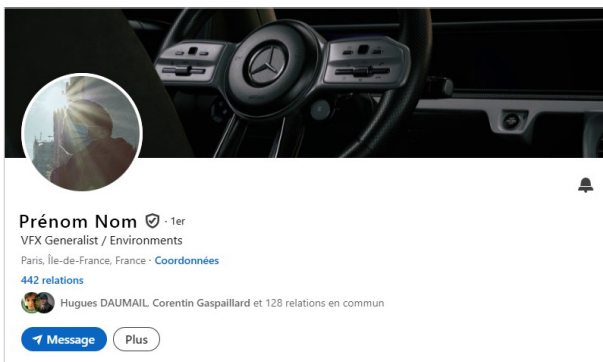 Prénom Nom · 1er
VFX Generalist / Environments
Paris, Île-de-France, France · Coordonnées
442 relations
Hugues DAUMAIL, Corentin Gaspaillard et 128 relations en commun
Message Plus